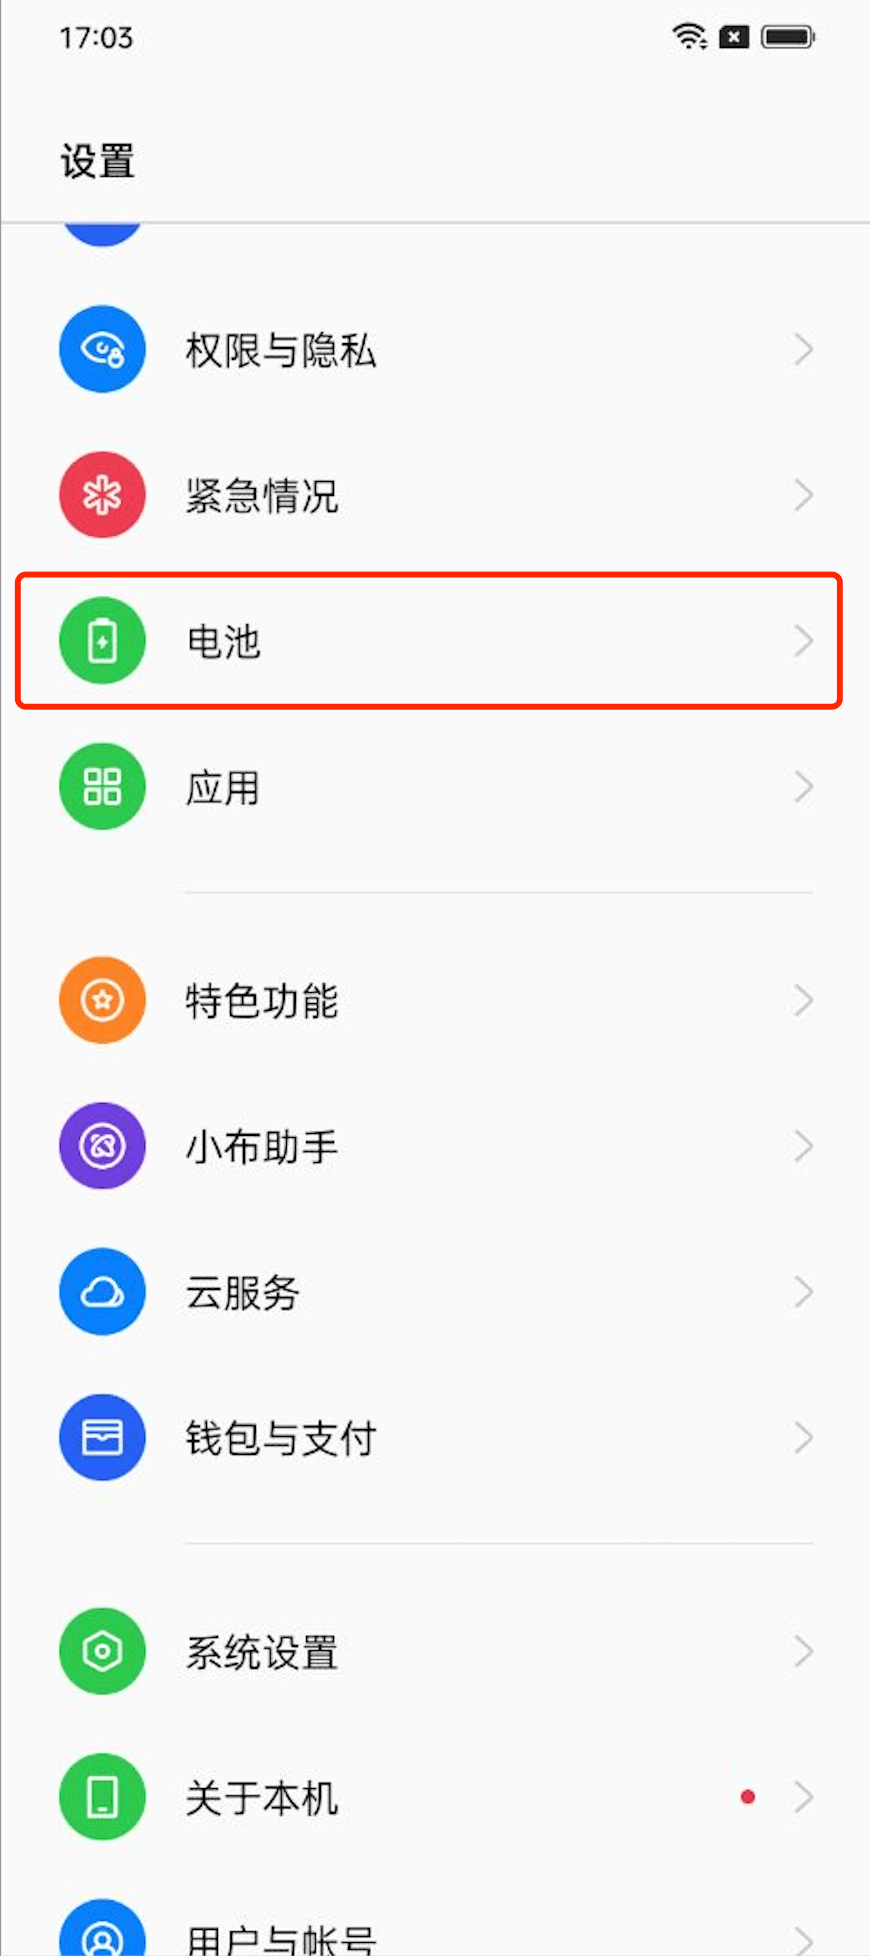 17:03
设置
权限与隐私
紧急情况
电池
应用
特色功能
小布助手
云服务
钱包与支付
系统设置
关于本机
用户与帐号